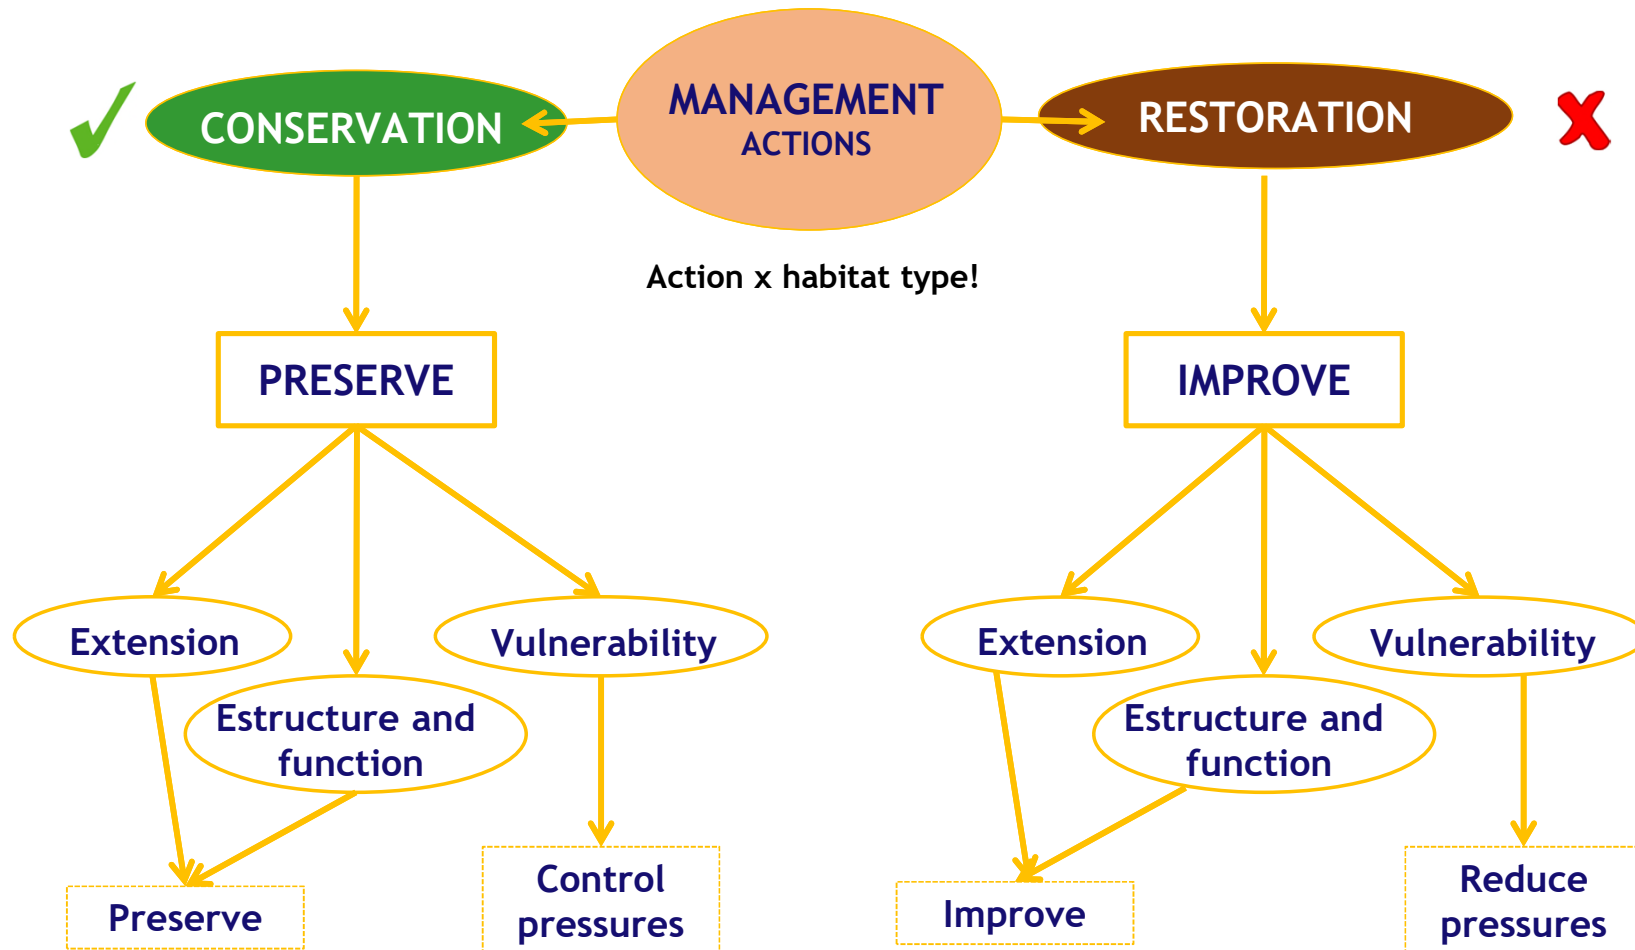 MANAGEMENT
ACTIONS
CONSERVATION
RESTORATION
Action x habitat type!
PRESERVE
IMPROVE
Extension
Vulnerability
Extension
Vulnerability
Estructure and
function
Estructure and
function
Preserve
Control
pressures
Improve
Reduce
pressures